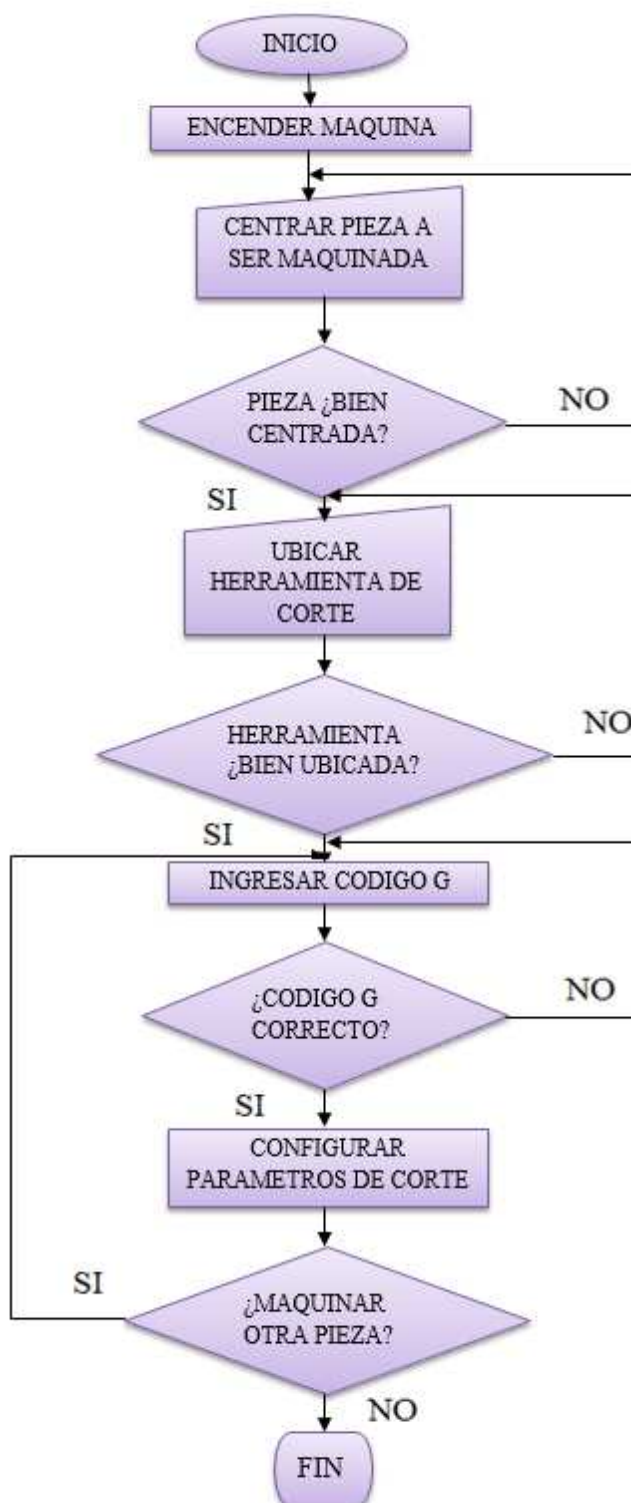 INICIO
ENCENDER MAQUINA
CENTRAR PIEZA A
SER MAQUINADA
PIEZA ¿BIEN
CENTRADA?
NO
SI
UBICAR
HERRAMIENTA DE
CORTE
HERRAMIENTA
¿BIEN UBICADA?
NO
SI
INGRESAR CODIGO G
¿CODIGO G
CORRECTO?
NO
SI
CONFIGURAR
PARAMETROS DE CORTE
¿MAQUINAR
OTRA PIEZA?
SI
NO
FIN